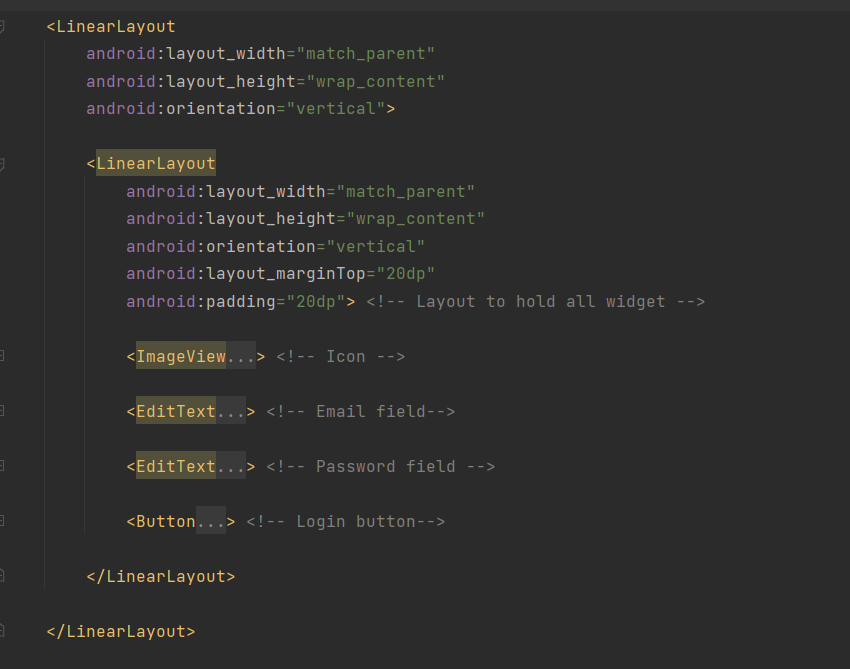 <LinearLayout
android:layout_width="match_parent"
android:layout_height="wrap_content"
android:orientation="vertical">
<LinearLayout
android:layout_width="match_parent"
android:layout_height="wrap_content"
android:orientation="vertical"
android:layout_marginTop="20dp"
android:padding="20dp"> <!-- Layout to hold all widget -->
<ImageView...> <!-- Icon -->
<EditText...> <!-- Email field-->
<EditText...> <!-- Password field -->
<Button...> <!-- Login button-->
</LinearLayout>
</LinearLayout>